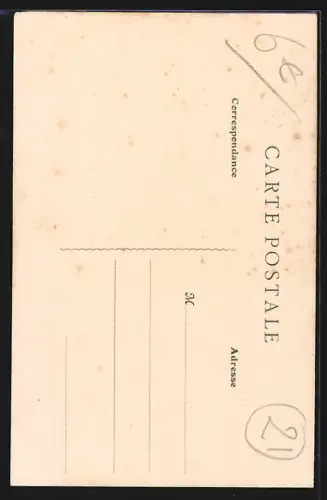 6€
CARTE POSTALE
Correspondance
Adresse
M
21